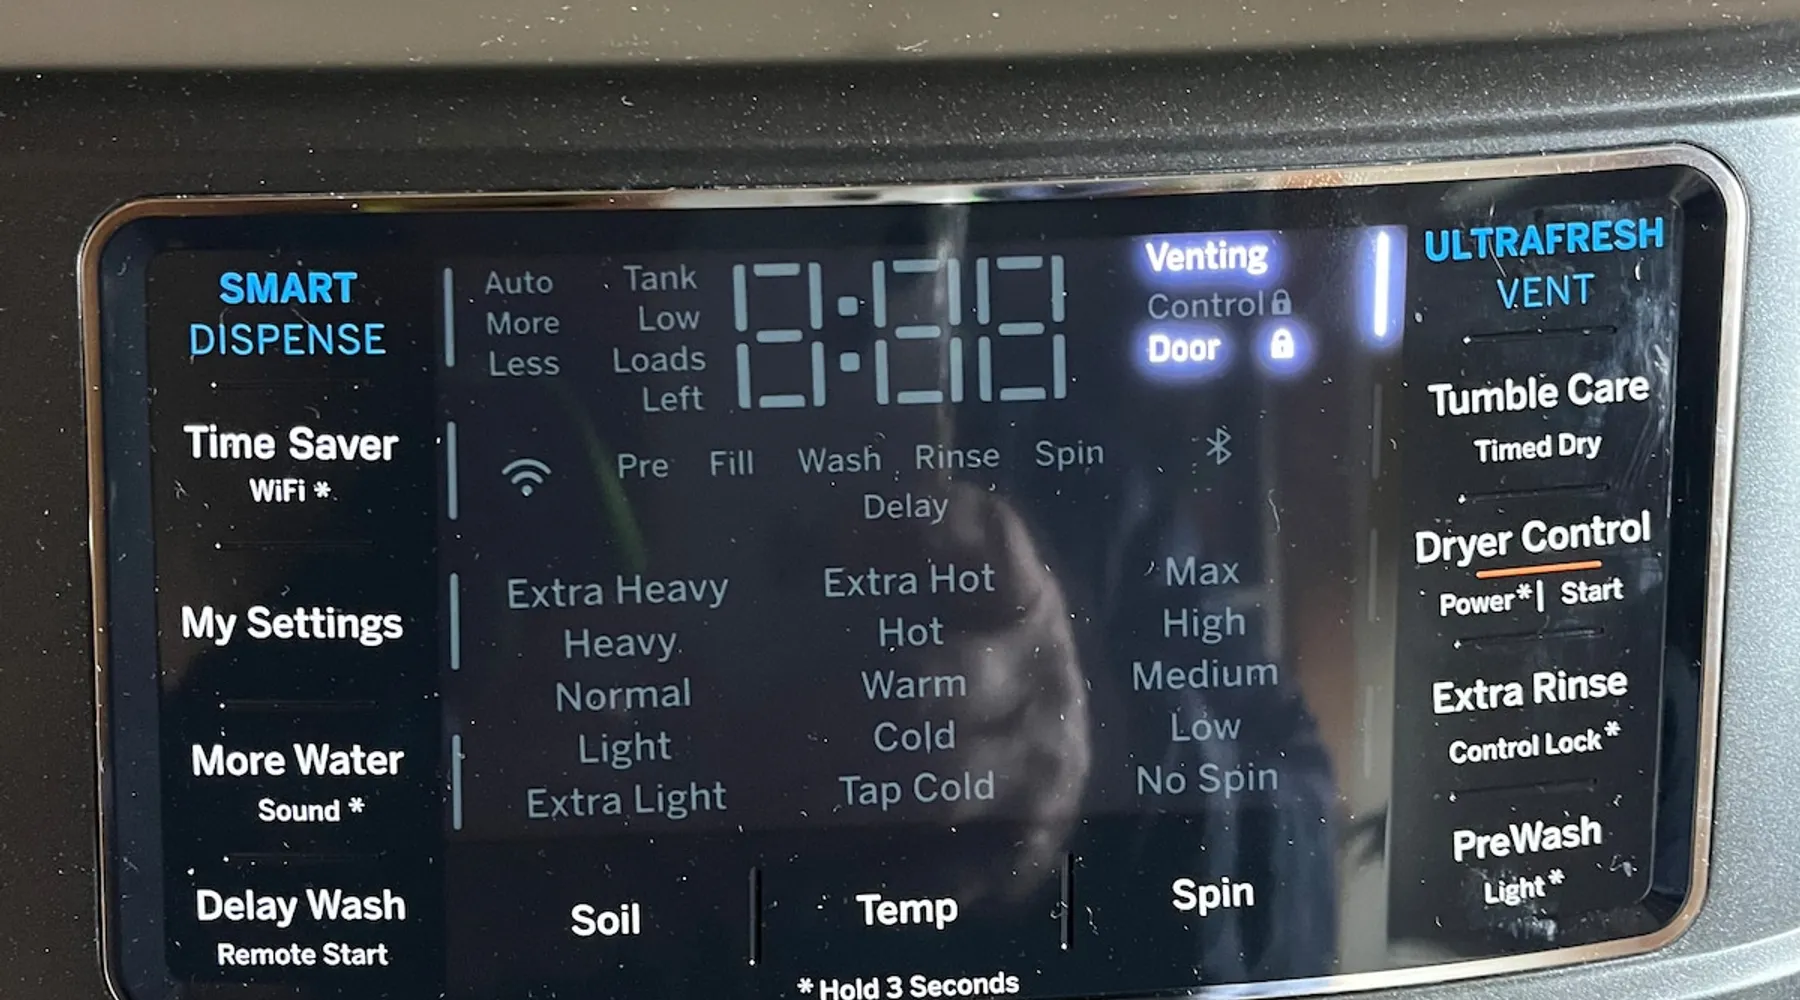 SMART
DISPENSE
Time Saver
WiFi *
My Settings
More Water
Sound *
Delay Wash
Remote Start
Auto
More
Less
Tank
Low
Loads
Left
8:88
Venting
Control
Door
Pre Fill Wash Rinse Spin
Delay
Extra Heavy
Heavy
Normal
Light
Extra Light
Soil
Extra Hot
Hot
Warm
Cold
Tap Cold
Temp
Max
High
Medium
Low
No Spin
Spin
* Hold 3 Seconds
ULTRAFRESH
VENT
Tumble Care
Timed Dry
Dryer Control
Power* | Start
Extra Rinse
Control Lock*
PreWash
Light*